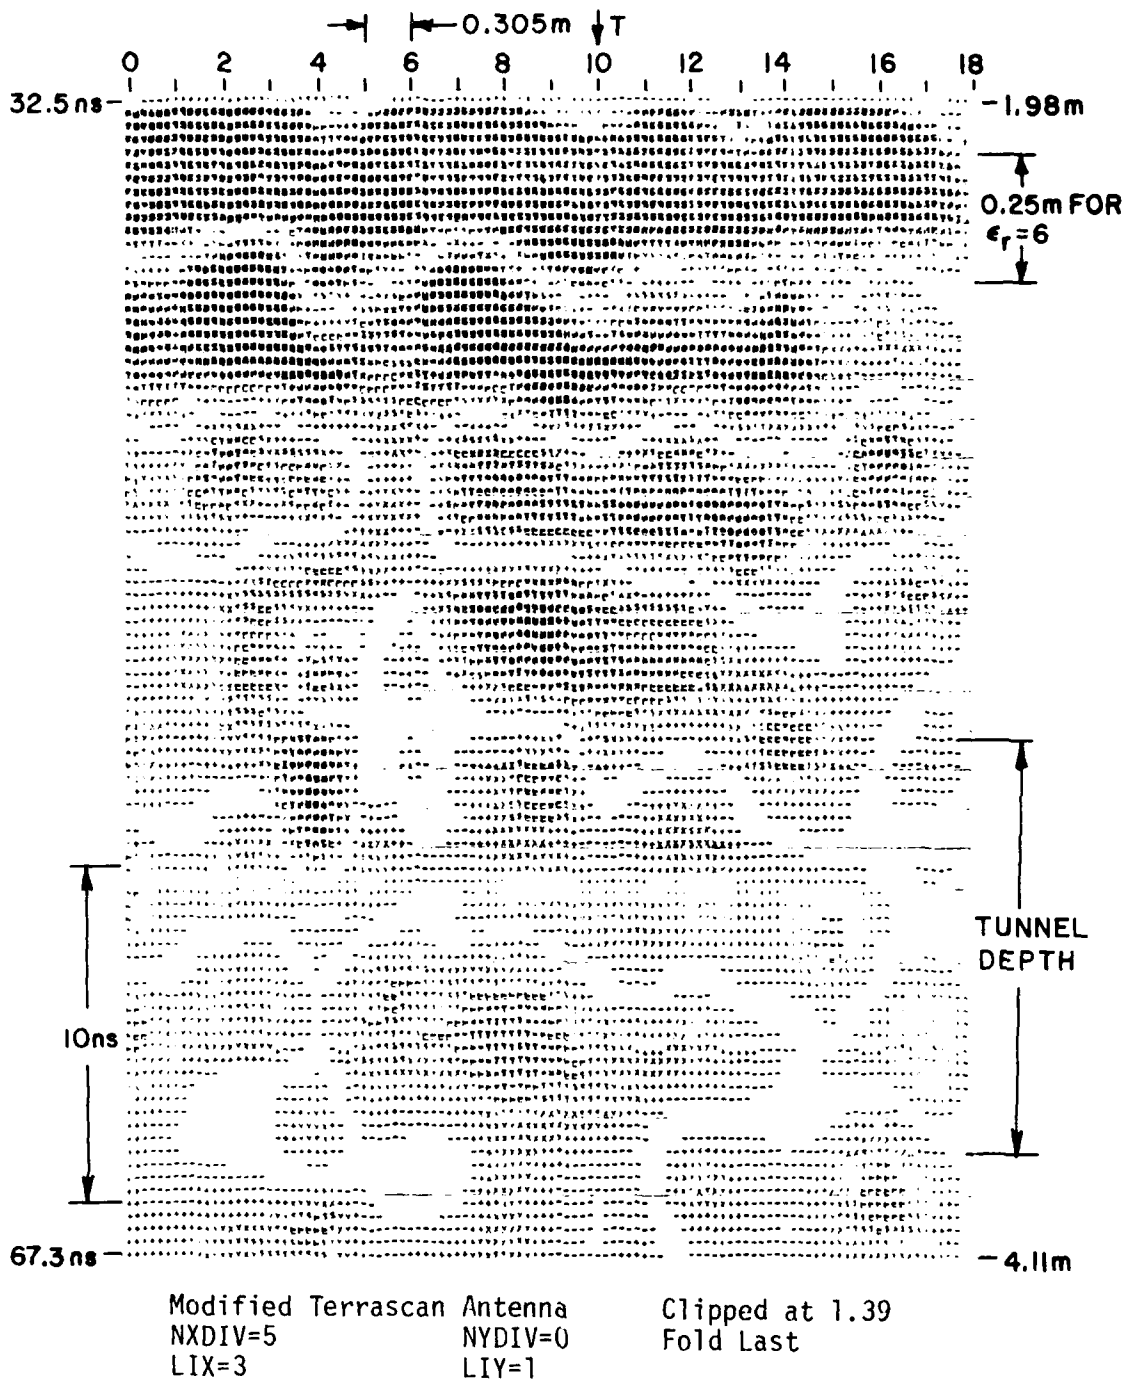 0.305m T
0 2 4 6 8 10 12 14 16 18
32.5ns
1.98m
0.25m FOR
ϵr=6
TUNNEL
DEPTH
10ns
67.3ns
4.11m
Modified Terrascan Antenna Clipped at 1.39
NXDIV=5 NYDIV=0 Fold Last
LIX=3 LIY=1